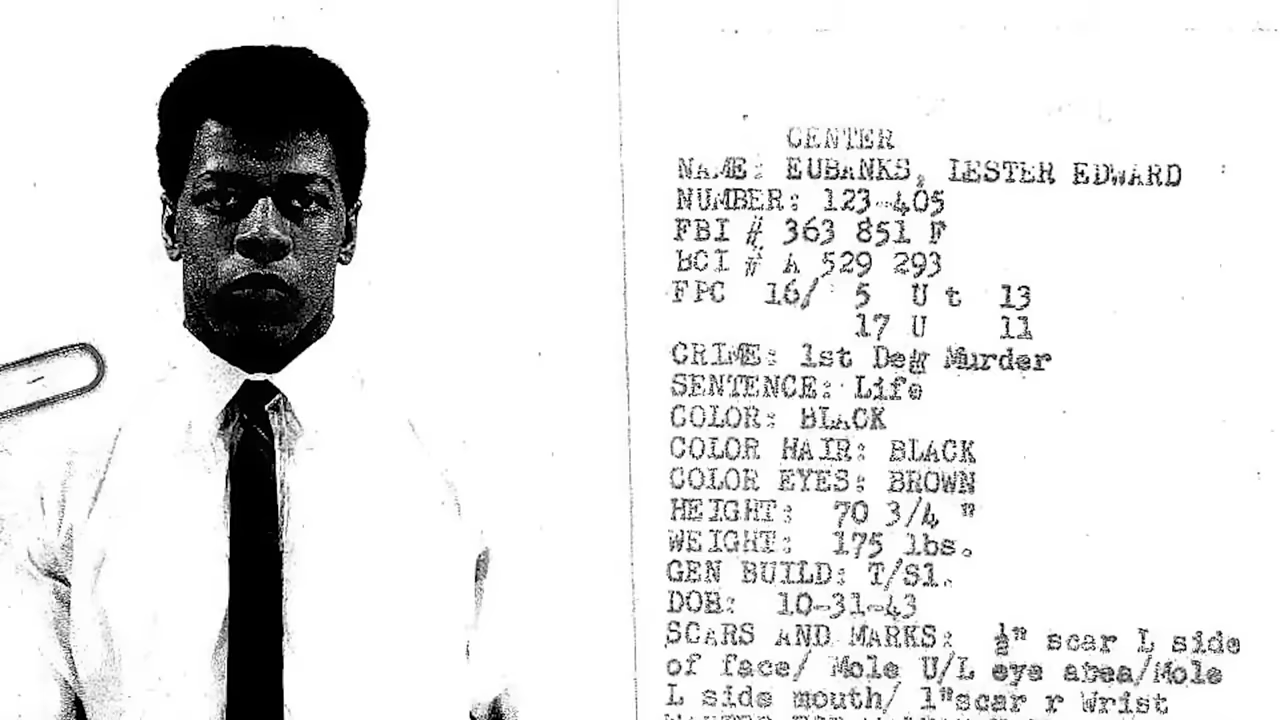 CENTER
NAME: EUBANKS, LESTER EDWARD
NUMBER: 123-405
FBI # 363 851 F
BCI # A 529 293
FPC 16/ 5 U t 13
17 U 11
CRIME: 1st Deg Murder
SENTENCE: Life
COLOR: BLACK
COLOR HAIR: BLACK
COLOR EYES: BROWN
HEIGHT: 70 3/4 "
WEIGHT: 175 lbs.
GEN BUILD: T/Sl.
DOB: 10-31-43
SCARS AND MARKS: ½" scar L side
of face/ Mole U/L eye area/Mole
L side mouth/ 1"scar r Wrist